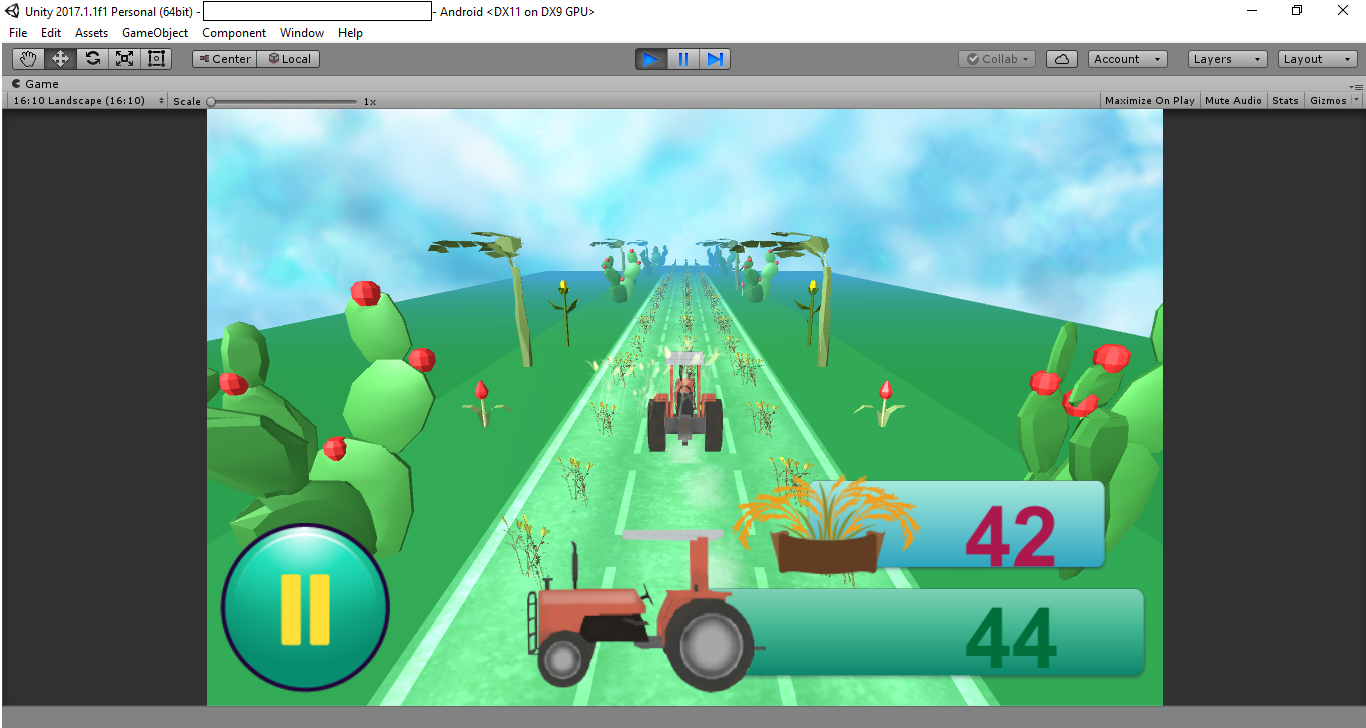 Unity 2017.1.1f1 Personal (64bit) - - Android <DX11 on DX9 GPU>
File Edit Assets GameObject Component Window Help
Center Local Collab Account Layers Layout
Game
16:10 Landscape (16:10) Scale 1x Maximize On Play Mute Audio Stats Gizmos
42
44